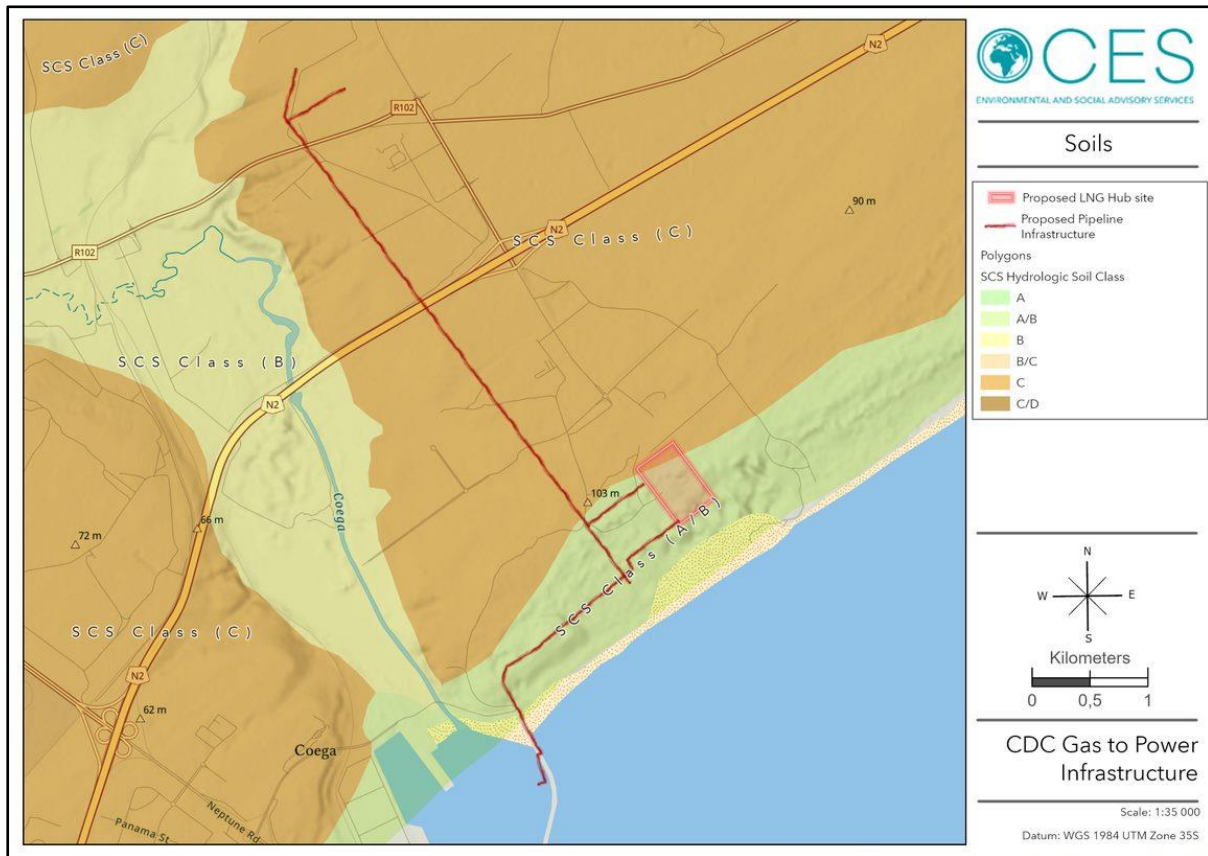 SCS Class (C)
N2
R102
R102
90 m
N2
SCS Class (C)
SCS Class (B)
N2
Coega
103 m
66 m
72 m
SCS Class (A/B)
SCS Class (C)
N2
62 m
Coega
Neptune Rd
Panama St
OCES
ENVIRONMENTAL AND SOCIAL ADVISORY SERVICES
Soils
Proposed LNG Hub site
Proposed Pipeline
Infrastructure
Polygons
SCS Hydrologic Soil Class
A
A/B
B
B/C
C
C/D
N
W E
S
Kilometers
0 0,5 1
CDC Gas to Power
Infrastructure
Scale: 1:35 000
Datum: WGS 1984 UTM Zone 35S